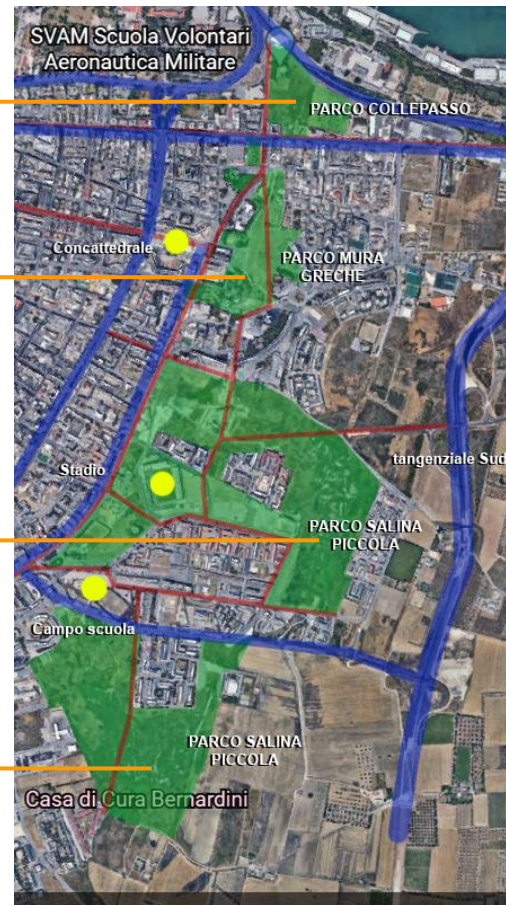 SVAM Scuola Volontari
Aeronautica Militare
PARCO COLLEPASSO
Concattedrale
PARCO MURA
GRECHE
Stadio
tangenziale Sud
PARCO SALINA
PICCOLA
Campo scuola
PARCO SALINA
PICCOLA
Casa di Cura Bernardini